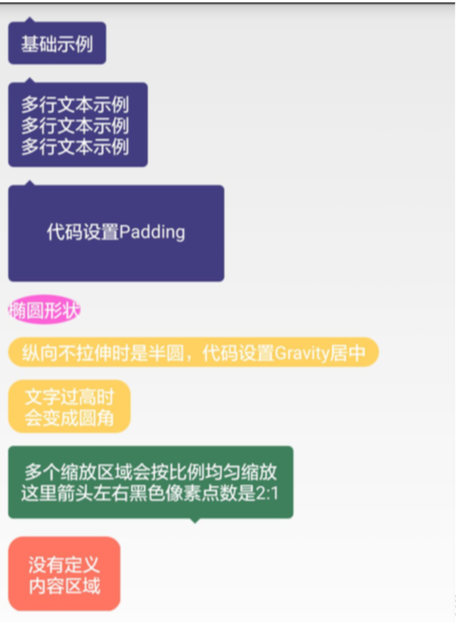 基础示例
多行文本示例
多行文本示例
多行文本示例
代码设置Padding
椭圆形状
纵向不拉伸时是半圆，代码设置Gravity居中
文字过高时
会变成圆角
多个缩放区域会按比例均匀缩放
这里箭头左右黑色像素点数是2:1
没有定义
内容区域